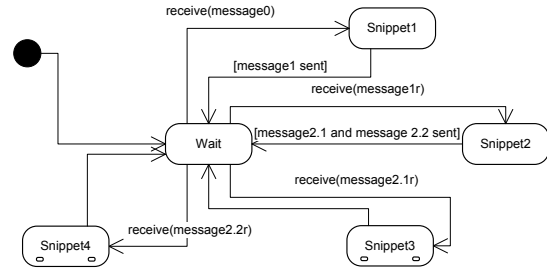 receive(message0)
Snippet1
[message1 sent]
receive(message1r)
Wait
[message2.1 and message 2.2 sent]
Snippet2
receive(message2.1r)
receive(message2.2r)
Snippet4
Snippet3